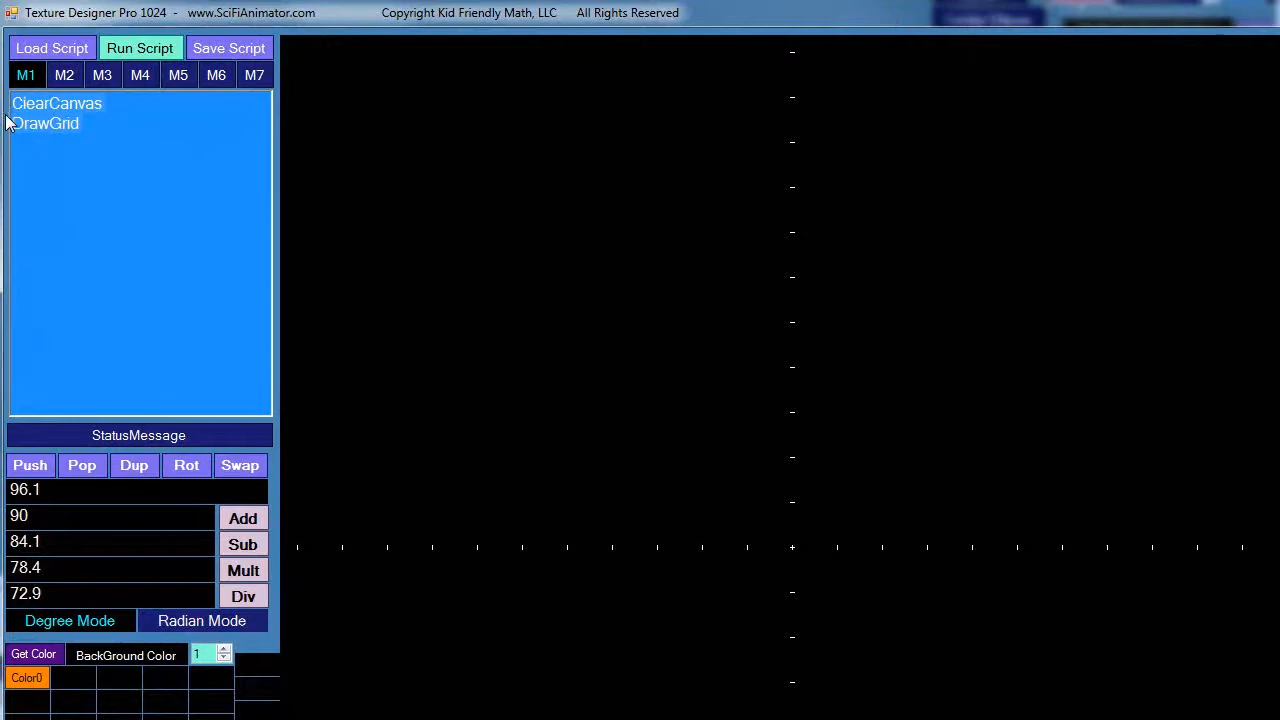 Texture Designer Pro 1024 - www.SciFiAnimator.com Copyright Kid Friendly Math, LLC All Rights Reserved
Load Script Run Script Save Script
M1 M2 M3 M4 M5 M6 M7
ClearCanvas
DrawGrid
StatusMessage
Push Pop Dup Rot Swap
96.1
90 Add
84.1 Sub
78.4 Mult
72.9 Div
Degree Mode Radian Mode
Get Color BackGround Color 1
Color0